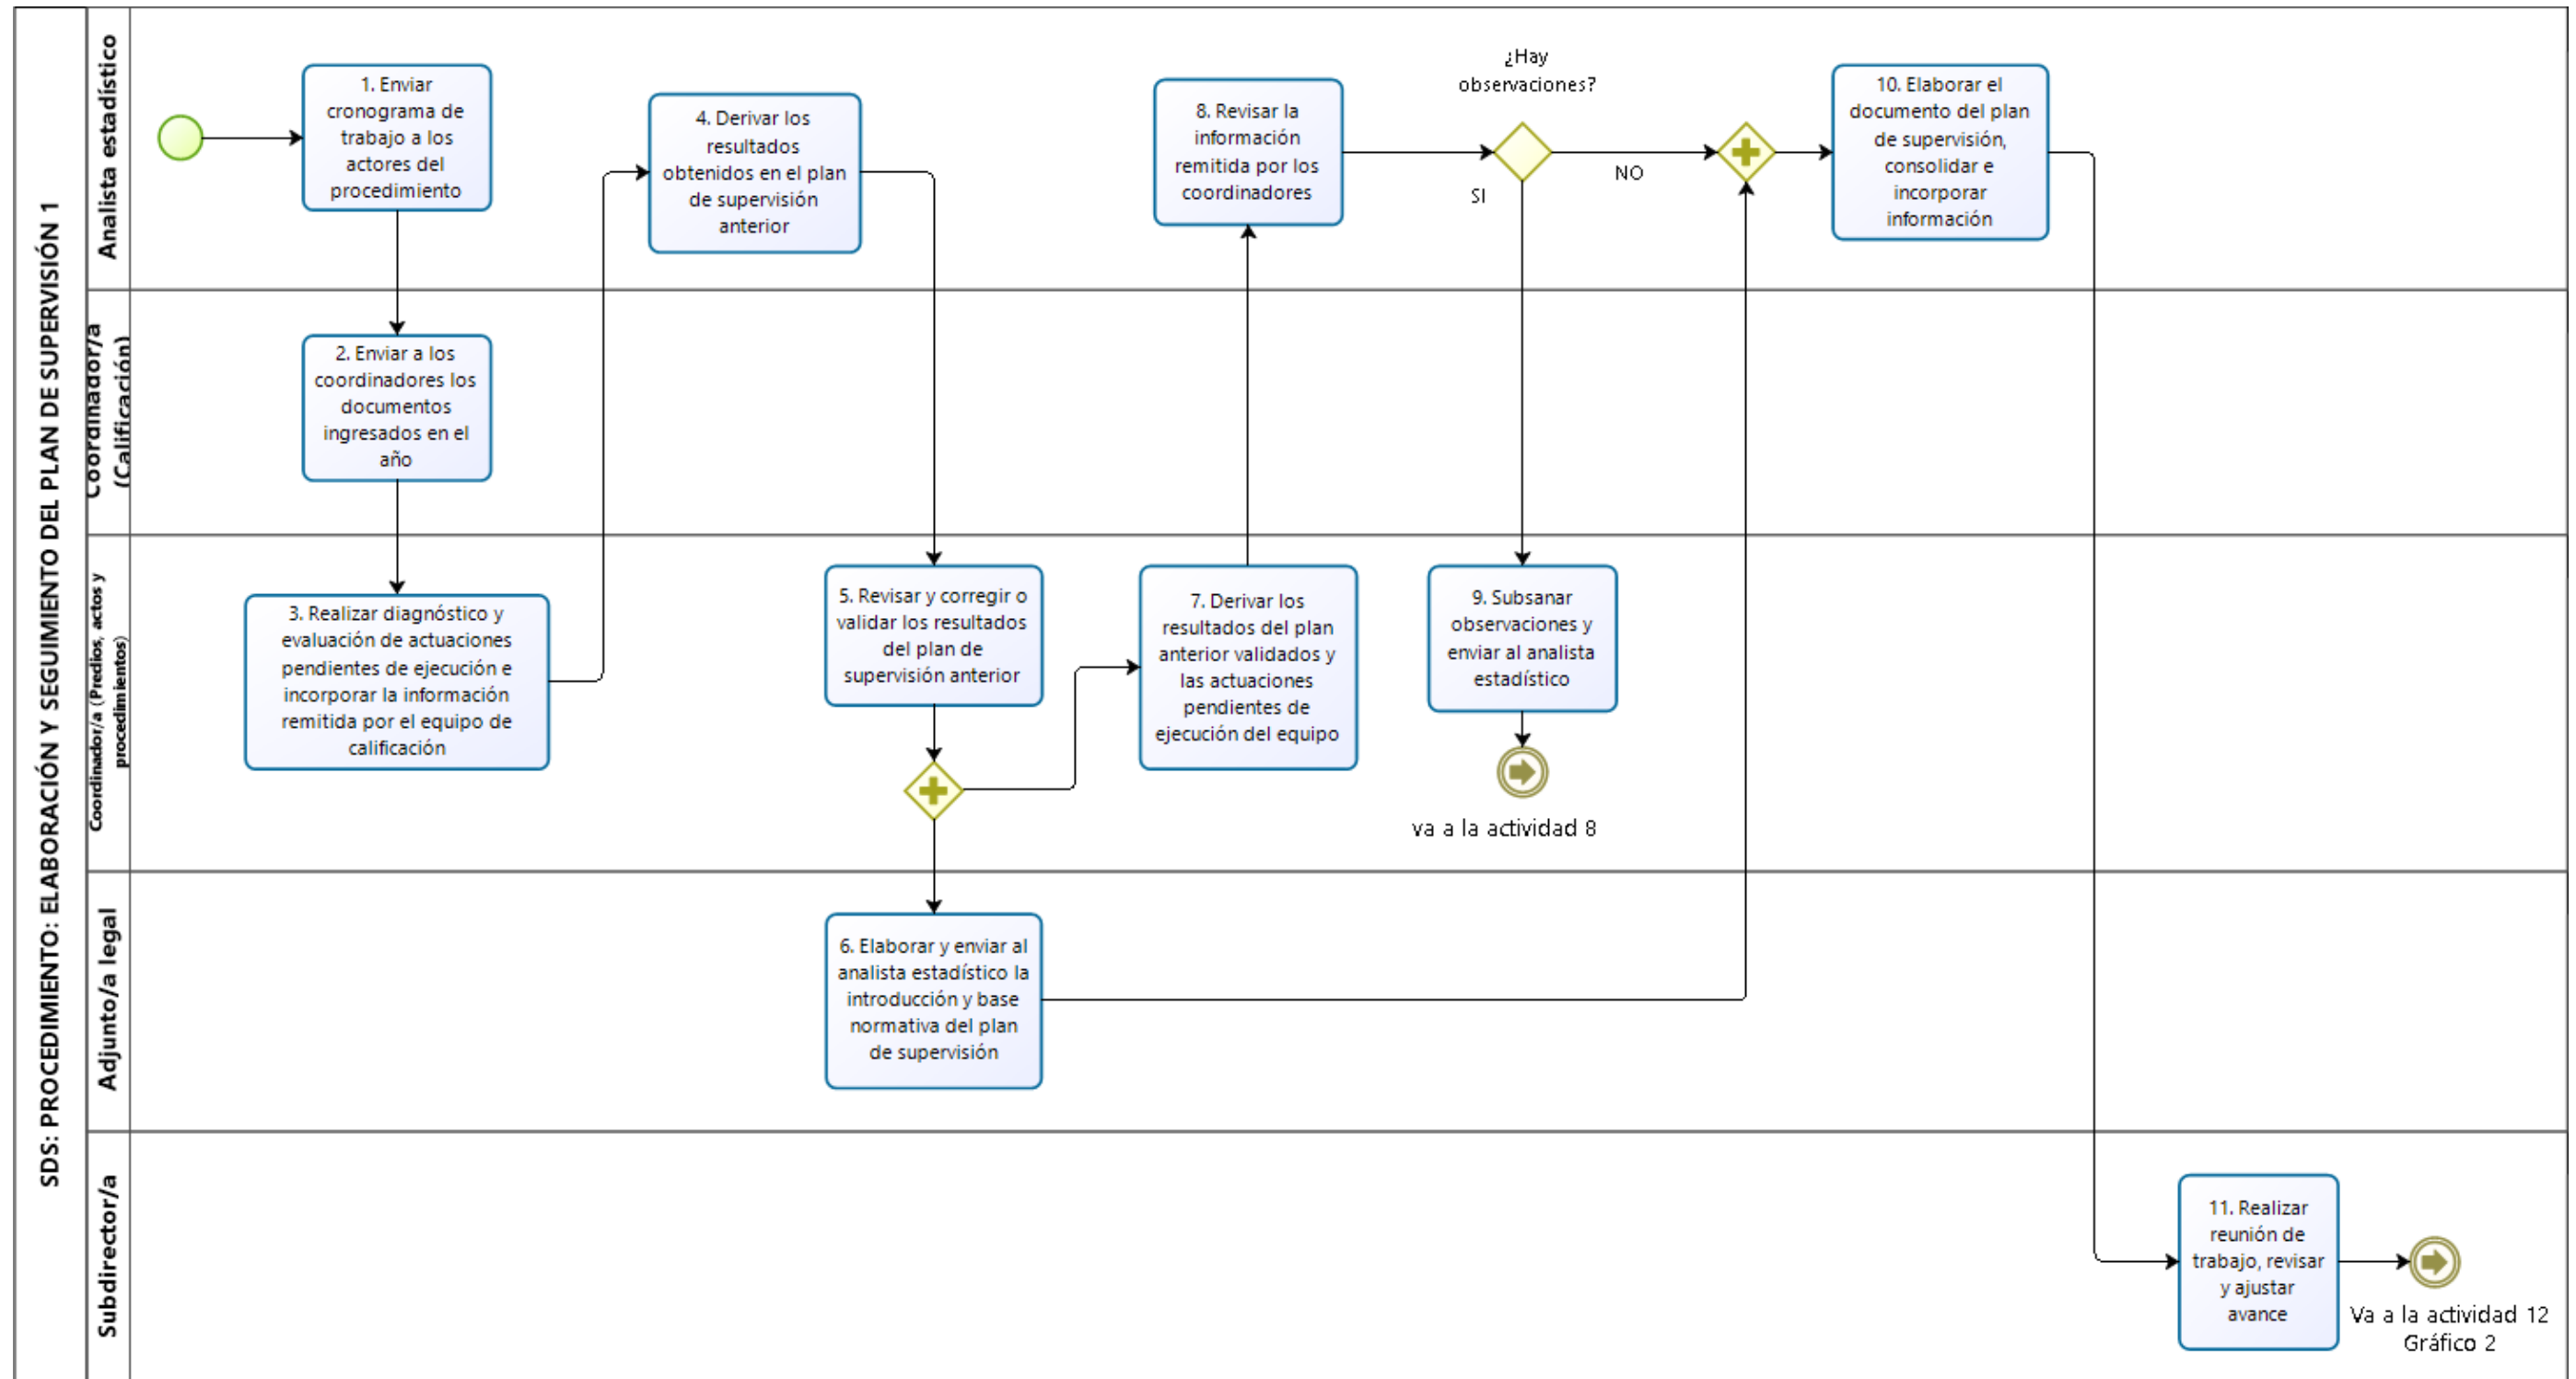 SDS: PROCEDIMIENTO: ELABORACIÓN Y SEGUIMIENTO DEL PLAN DE SUPERVISIÓN 1
Analista estadístico
1. Enviar
cronograma de
trabajo a los
actores del
procedimiento
4. Derivar los
resultados
obtenidos en el plan
de supervisión
anterior
8. Revisar la
información
remitida por los
coordinadores
¿Hay
observaciones?
SI
NO
10. Elaborar el
documento del plan
de supervisión,
consolidar e
incorporar
información
Coordinador/a
(Calificación)
2. Enviar a los
coordinadores los
documentos
ingresados en el
año
Coordinador/a (Predios, actos y
procedimientos)
3. Realizar diagnóstico y
evaluación de actuaciones
pendientes de ejecución e
incorporar la información
remitida por el equipo de
calificación
5. Revisar y corregir o
validar los resultados
del plan de
supervisión anterior
7. Derivar los
resultados del plan
anterior validados y
las actuaciones
pendientes de
ejecución del equipo
9. Subsanar
observaciones y
enviar al analista
estadístico
va a la actividad 8
Adjunto/a legal
6. Elaborar y enviar al
analista estadístico la
introducción y base
normativa del plan
de supervisión
Subdirector/a
11. Realizar
reunión de
trabajo, revisar
y ajustar
avance
Va a la actividad 12
Gráfico 2